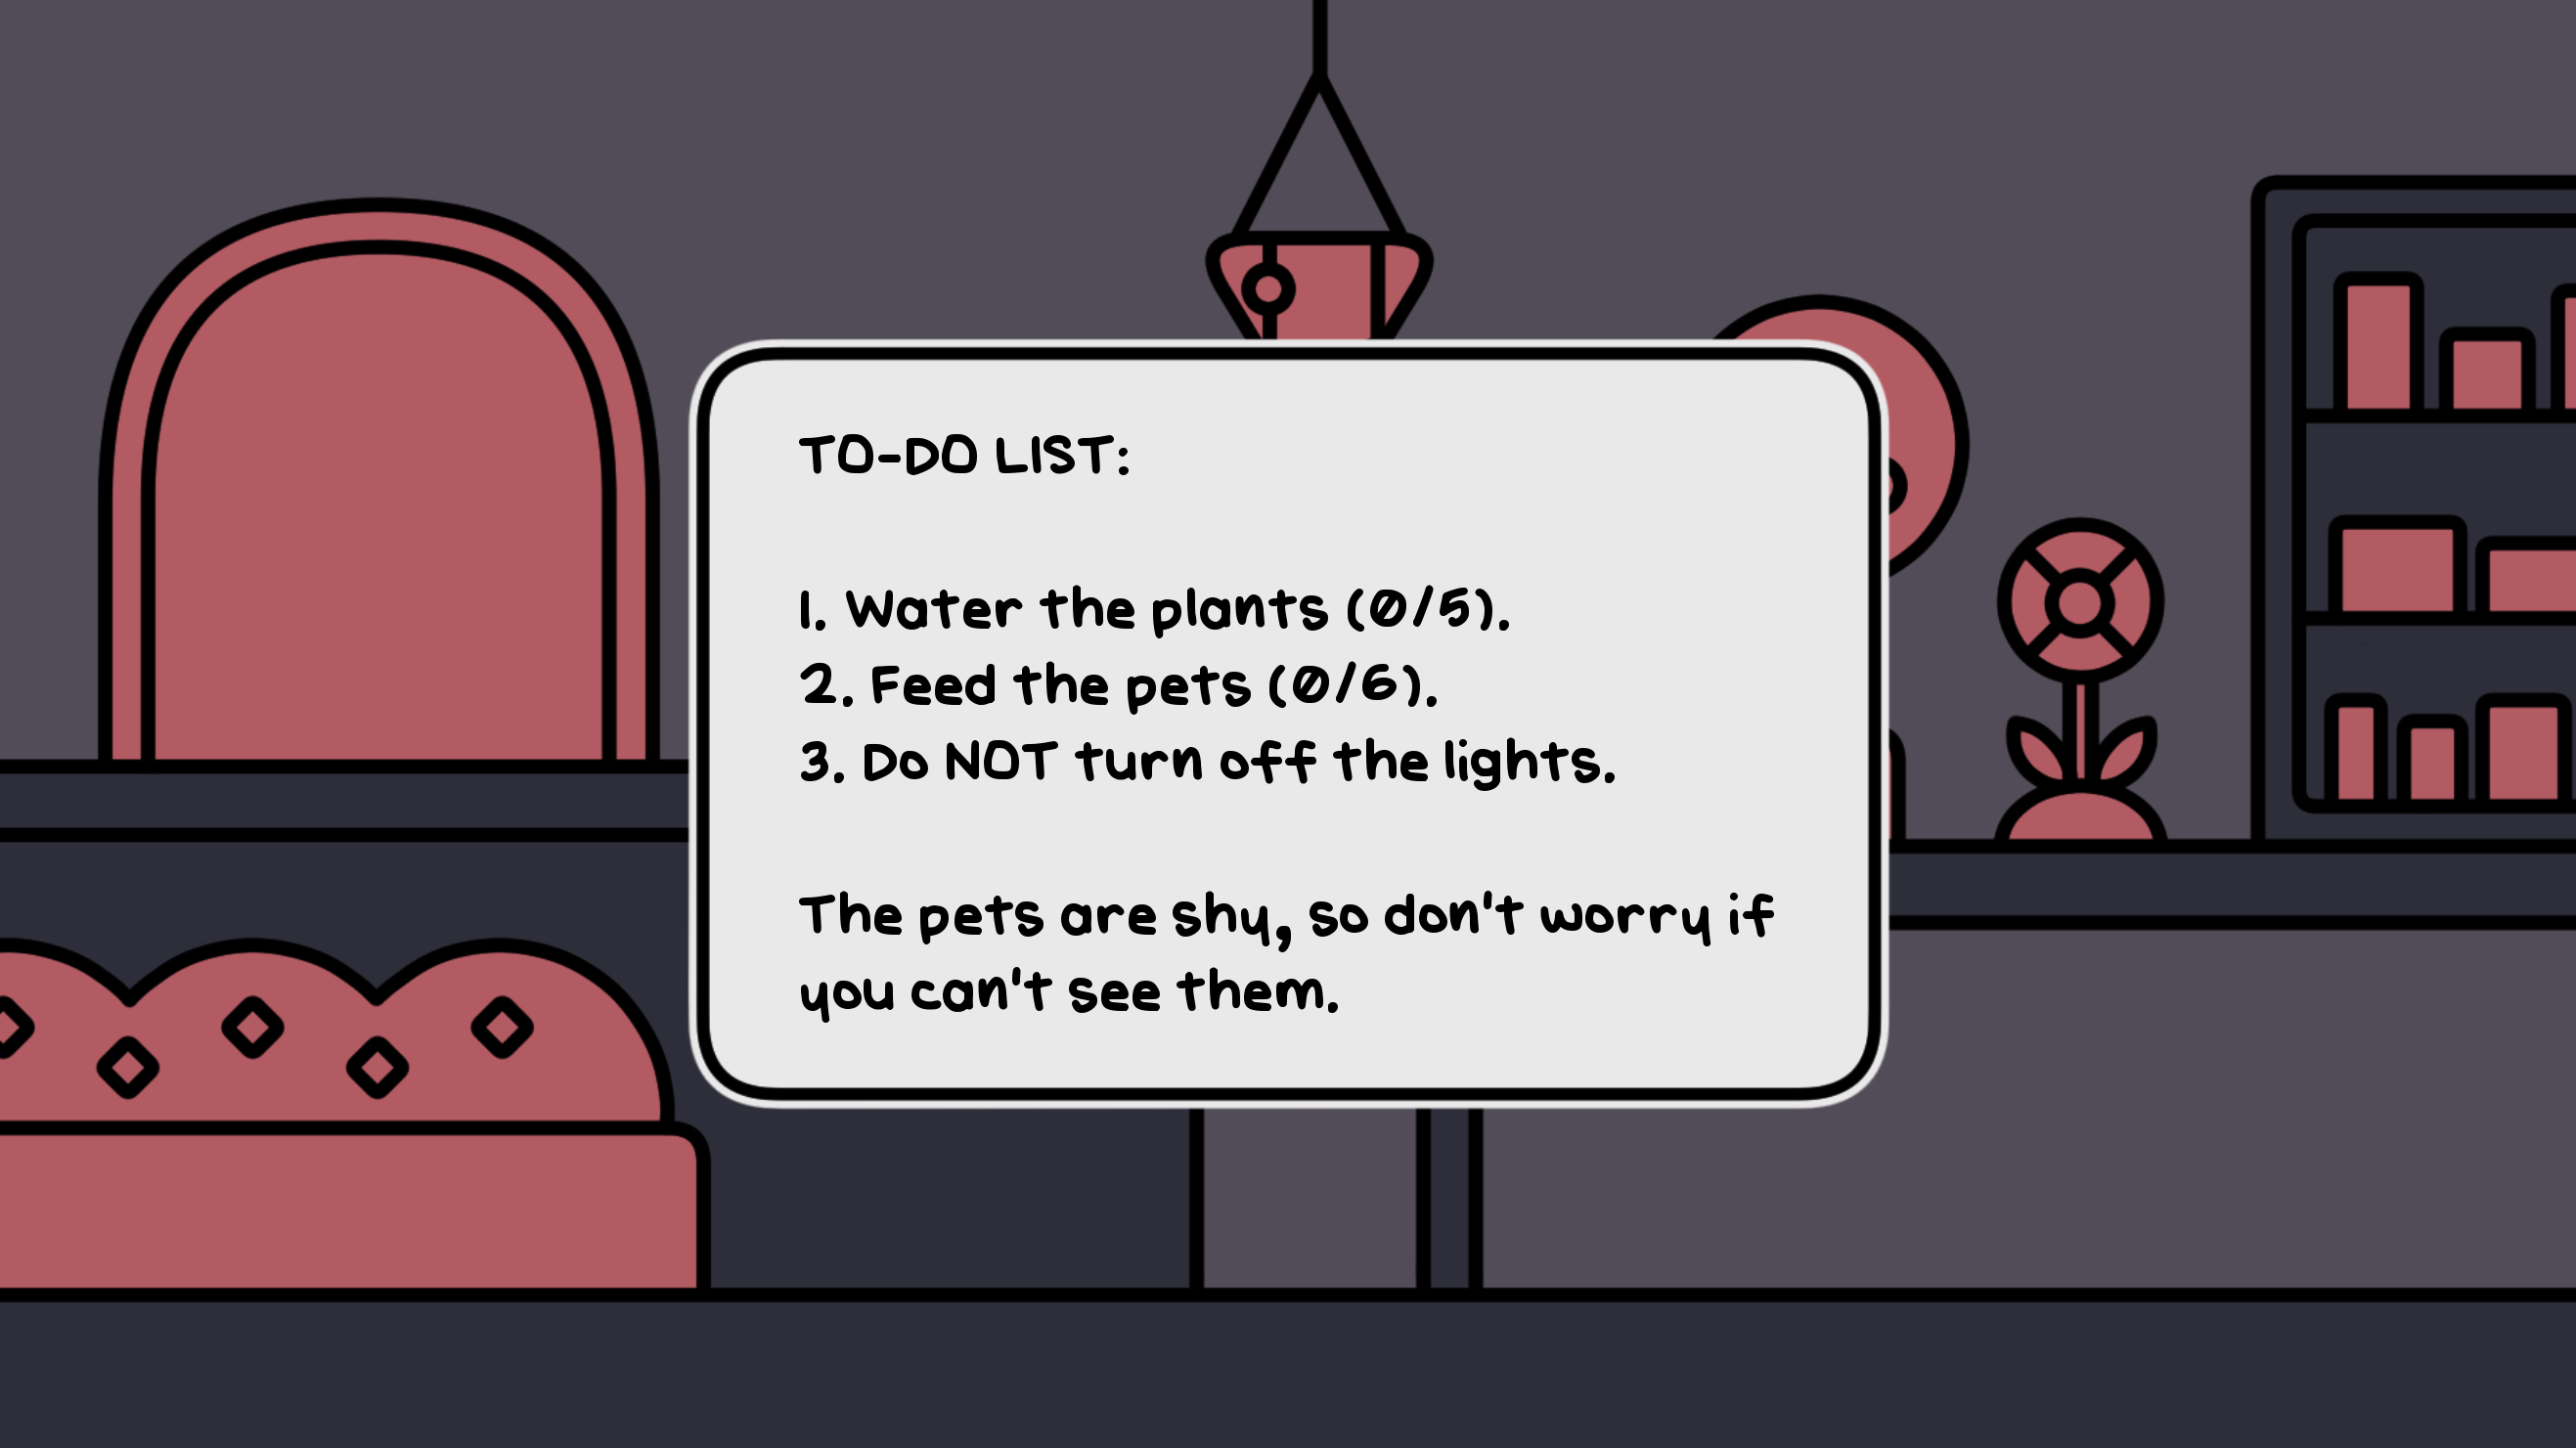 TO-DO LIST:
1. Water the plants (0/5).
2. Feed the pets (0/6).
3. Do NOT turn off the lights.
The pets are shy, so don't worry if
you can't see them.